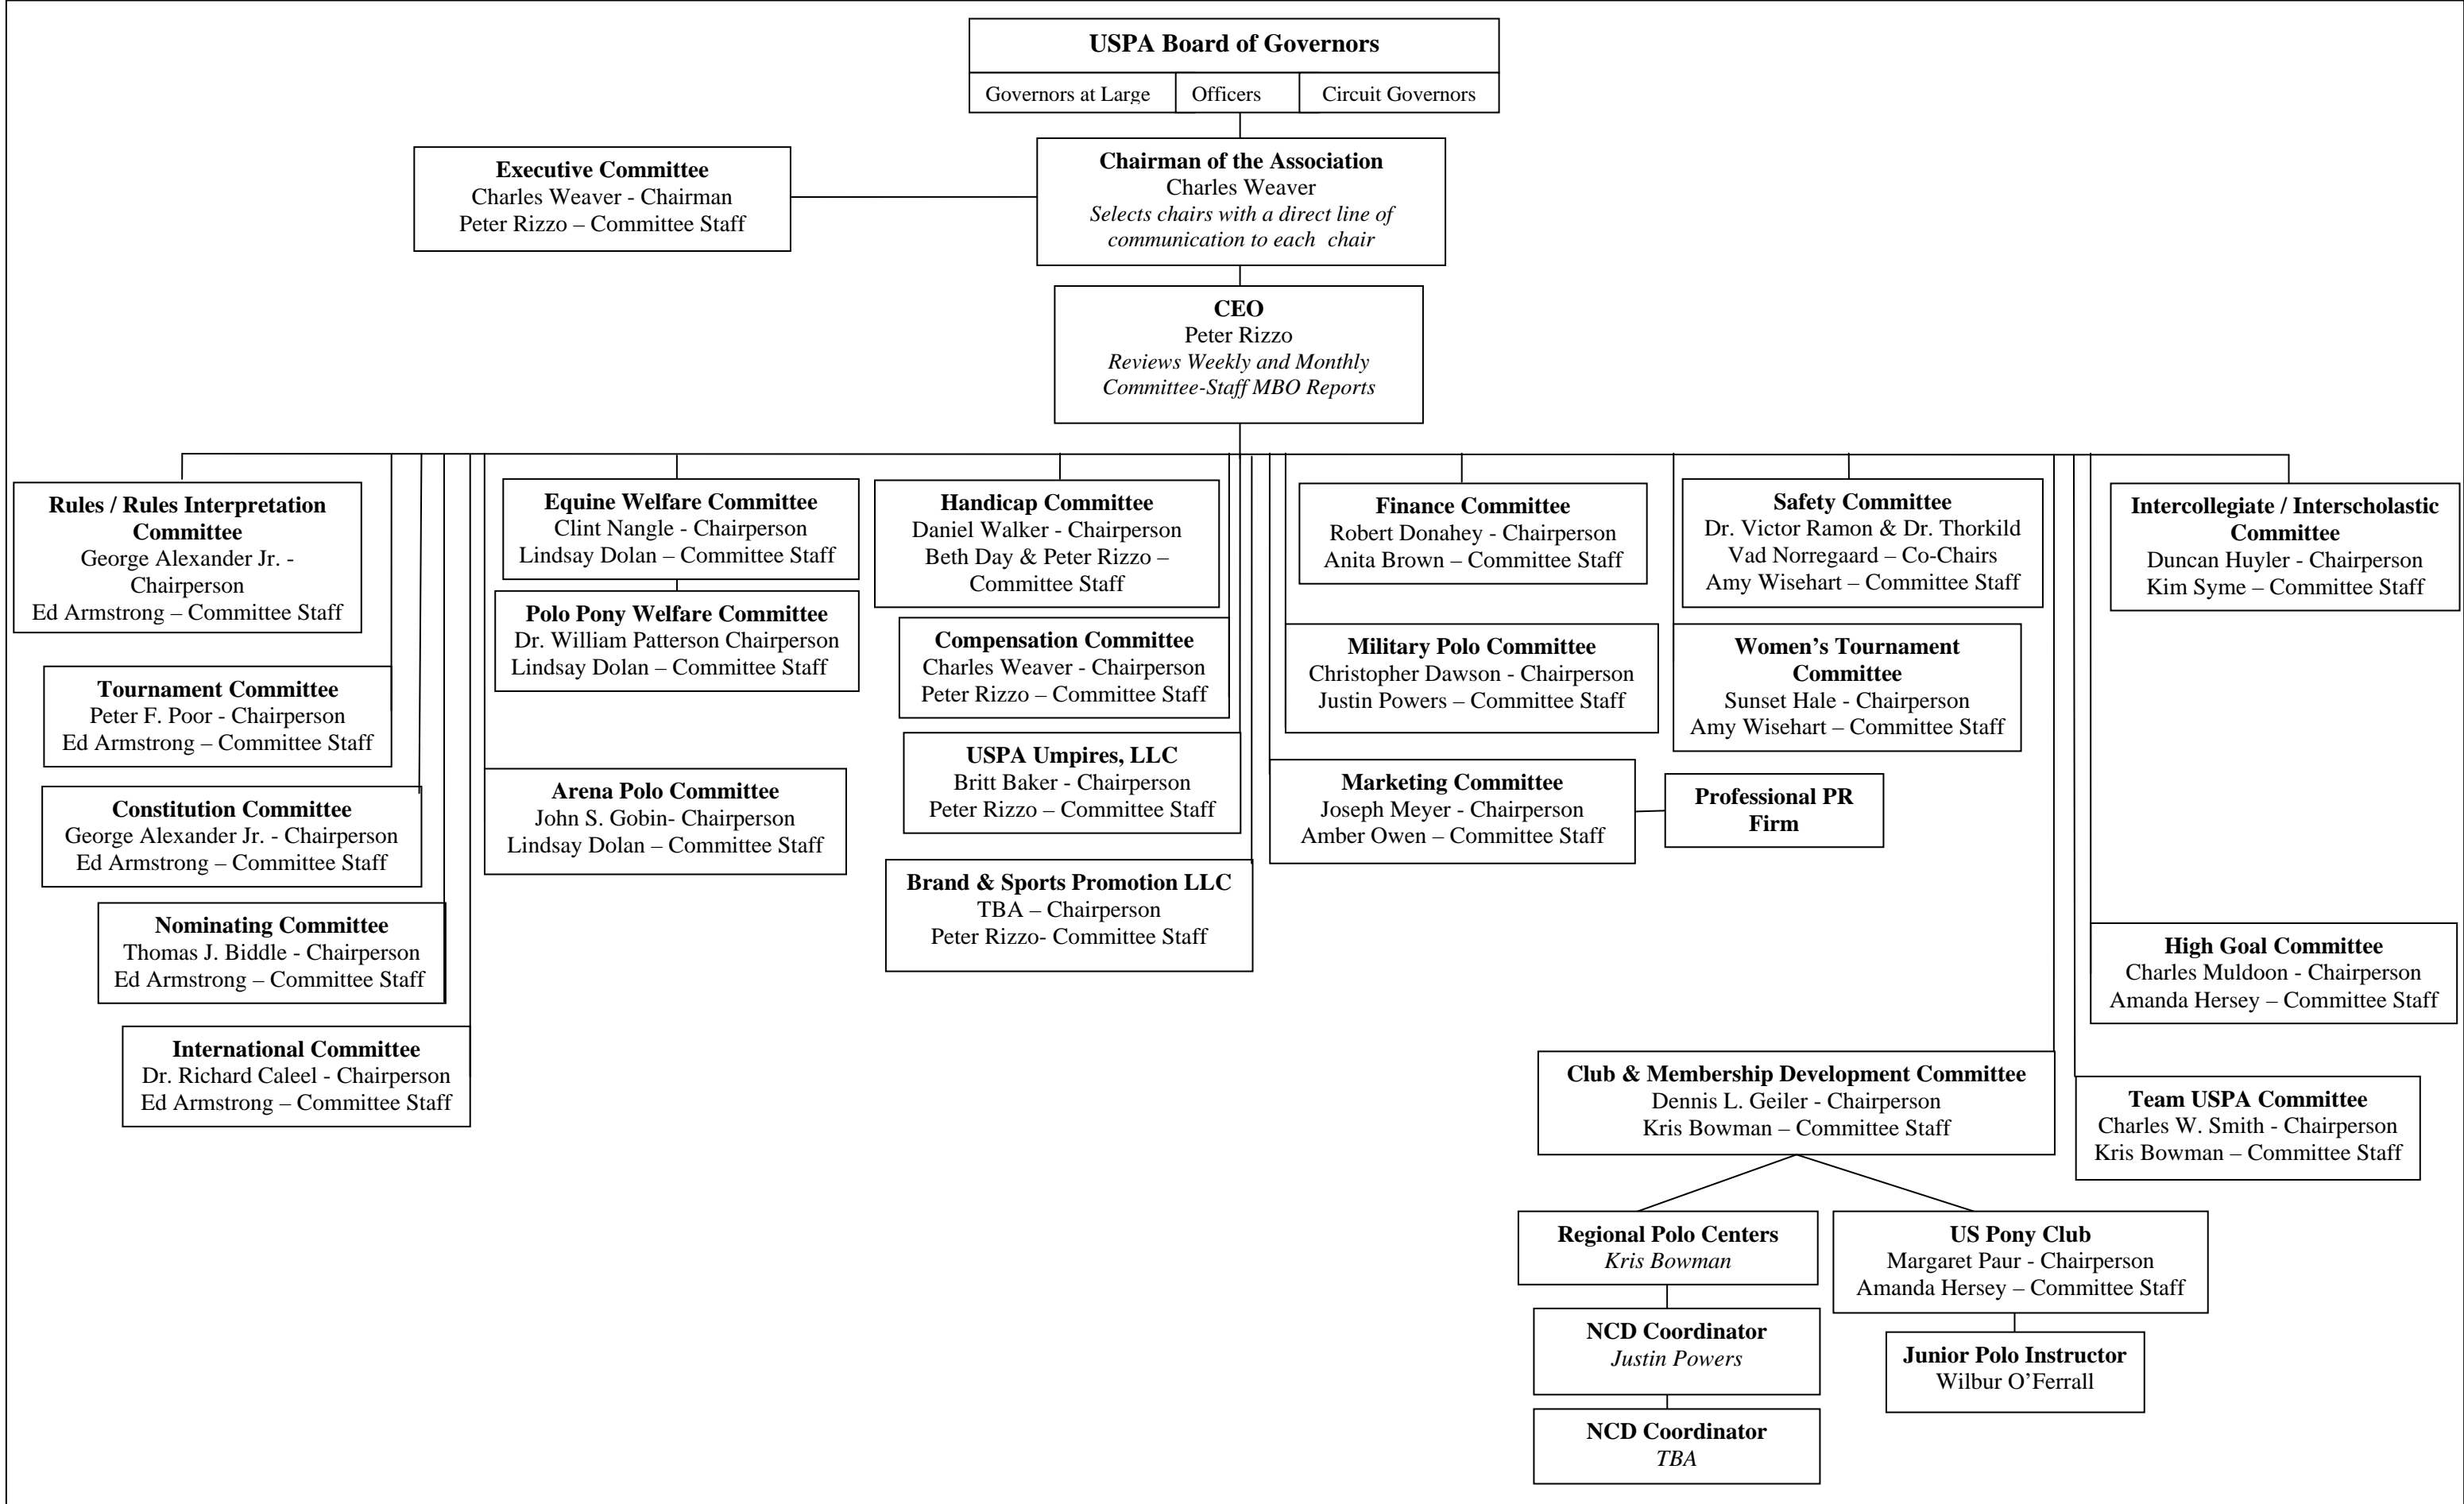 USPA Board of Governors
Governors at Large
Officers
Circuit Governors
Executive Committee
Charles Weaver - Chairman
Peter Rizzo – Committee Staff
Chairman of the Association
Charles Weaver
Selects chairs with a direct line of
communication to each chair
CEO
Peter Rizzo
Reviews Weekly and Monthly
Committee-Staff MBO Reports
Rules / Rules Interpretation
Committee
George Alexander Jr. -
Chairperson
Ed Armstrong – Committee Staff
Tournament Committee
Peter F. Poor - Chairperson
Ed Armstrong – Committee Staff
Constitution Committee
George Alexander Jr. - Chairperson
Ed Armstrong – Committee Staff
Nominating Committee
Thomas J. Biddle - Chairperson
Ed Armstrong – Committee Staff
International Committee
Dr. Richard Caleel - Chairperson
Ed Armstrong – Committee Staff
Equine Welfare Committee
Clint Nangle - Chairperson
Lindsay Dolan – Committee Staff
Polo Pony Welfare Committee
Dr. William Patterson Chairperson
Lindsay Dolan – Committee Staff
Arena Polo Committee
John S. Gobin- Chairperson
Lindsay Dolan – Committee Staff
Handicap Committee
Daniel Walker - Chairperson
Beth Day & Peter Rizzo –
Committee Staff
Compensation Committee
Charles Weaver - Chairperson
Peter Rizzo – Committee Staff
USPA Umpires, LLC
Britt Baker - Chairperson
Peter Rizzo – Committee Staff
Brand & Sports Promotion LLC
TBA – Chairperson
Peter Rizzo- Committee Staff
Finance Committee
Robert Donahey - Chairperson
Anita Brown – Committee Staff
Military Polo Committee
Christopher Dawson - Chairperson
Justin Powers – Committee Staff
Marketing Committee
Joseph Meyer - Chairperson
Amber Owen – Committee Staff
Professional PR
Firm
Safety Committee
Dr. Victor Ramon & Dr. Thorkild
Vad Norregaard – Co-Chairs
Amy Wisehart – Committee Staff
Women’s Tournament
Committee
Sunset Hale - Chairperson
Amy Wisehart – Committee Staff
Intercollegiate / Interscholastic
Committee
Duncan Huyler - Chairperson
Kim Syme – Committee Staff
High Goal Committee
Charles Muldoon - Chairperson
Amanda Hersey – Committee Staff
Club & Membership Development Committee
Dennis L. Geiler - Chairperson
Kris Bowman – Committee Staff
Team USPA Committee
Charles W. Smith - Chairperson
Kris Bowman – Committee Staff
Regional Polo Centers
Kris Bowman
NCD Coordinator
Justin Powers
NCD Coordinator
TBA
US Pony Club
Margaret Paur - Chairperson
Amanda Hersey – Committee Staff
Junior Polo Instructor
Wilbur O’Ferrall